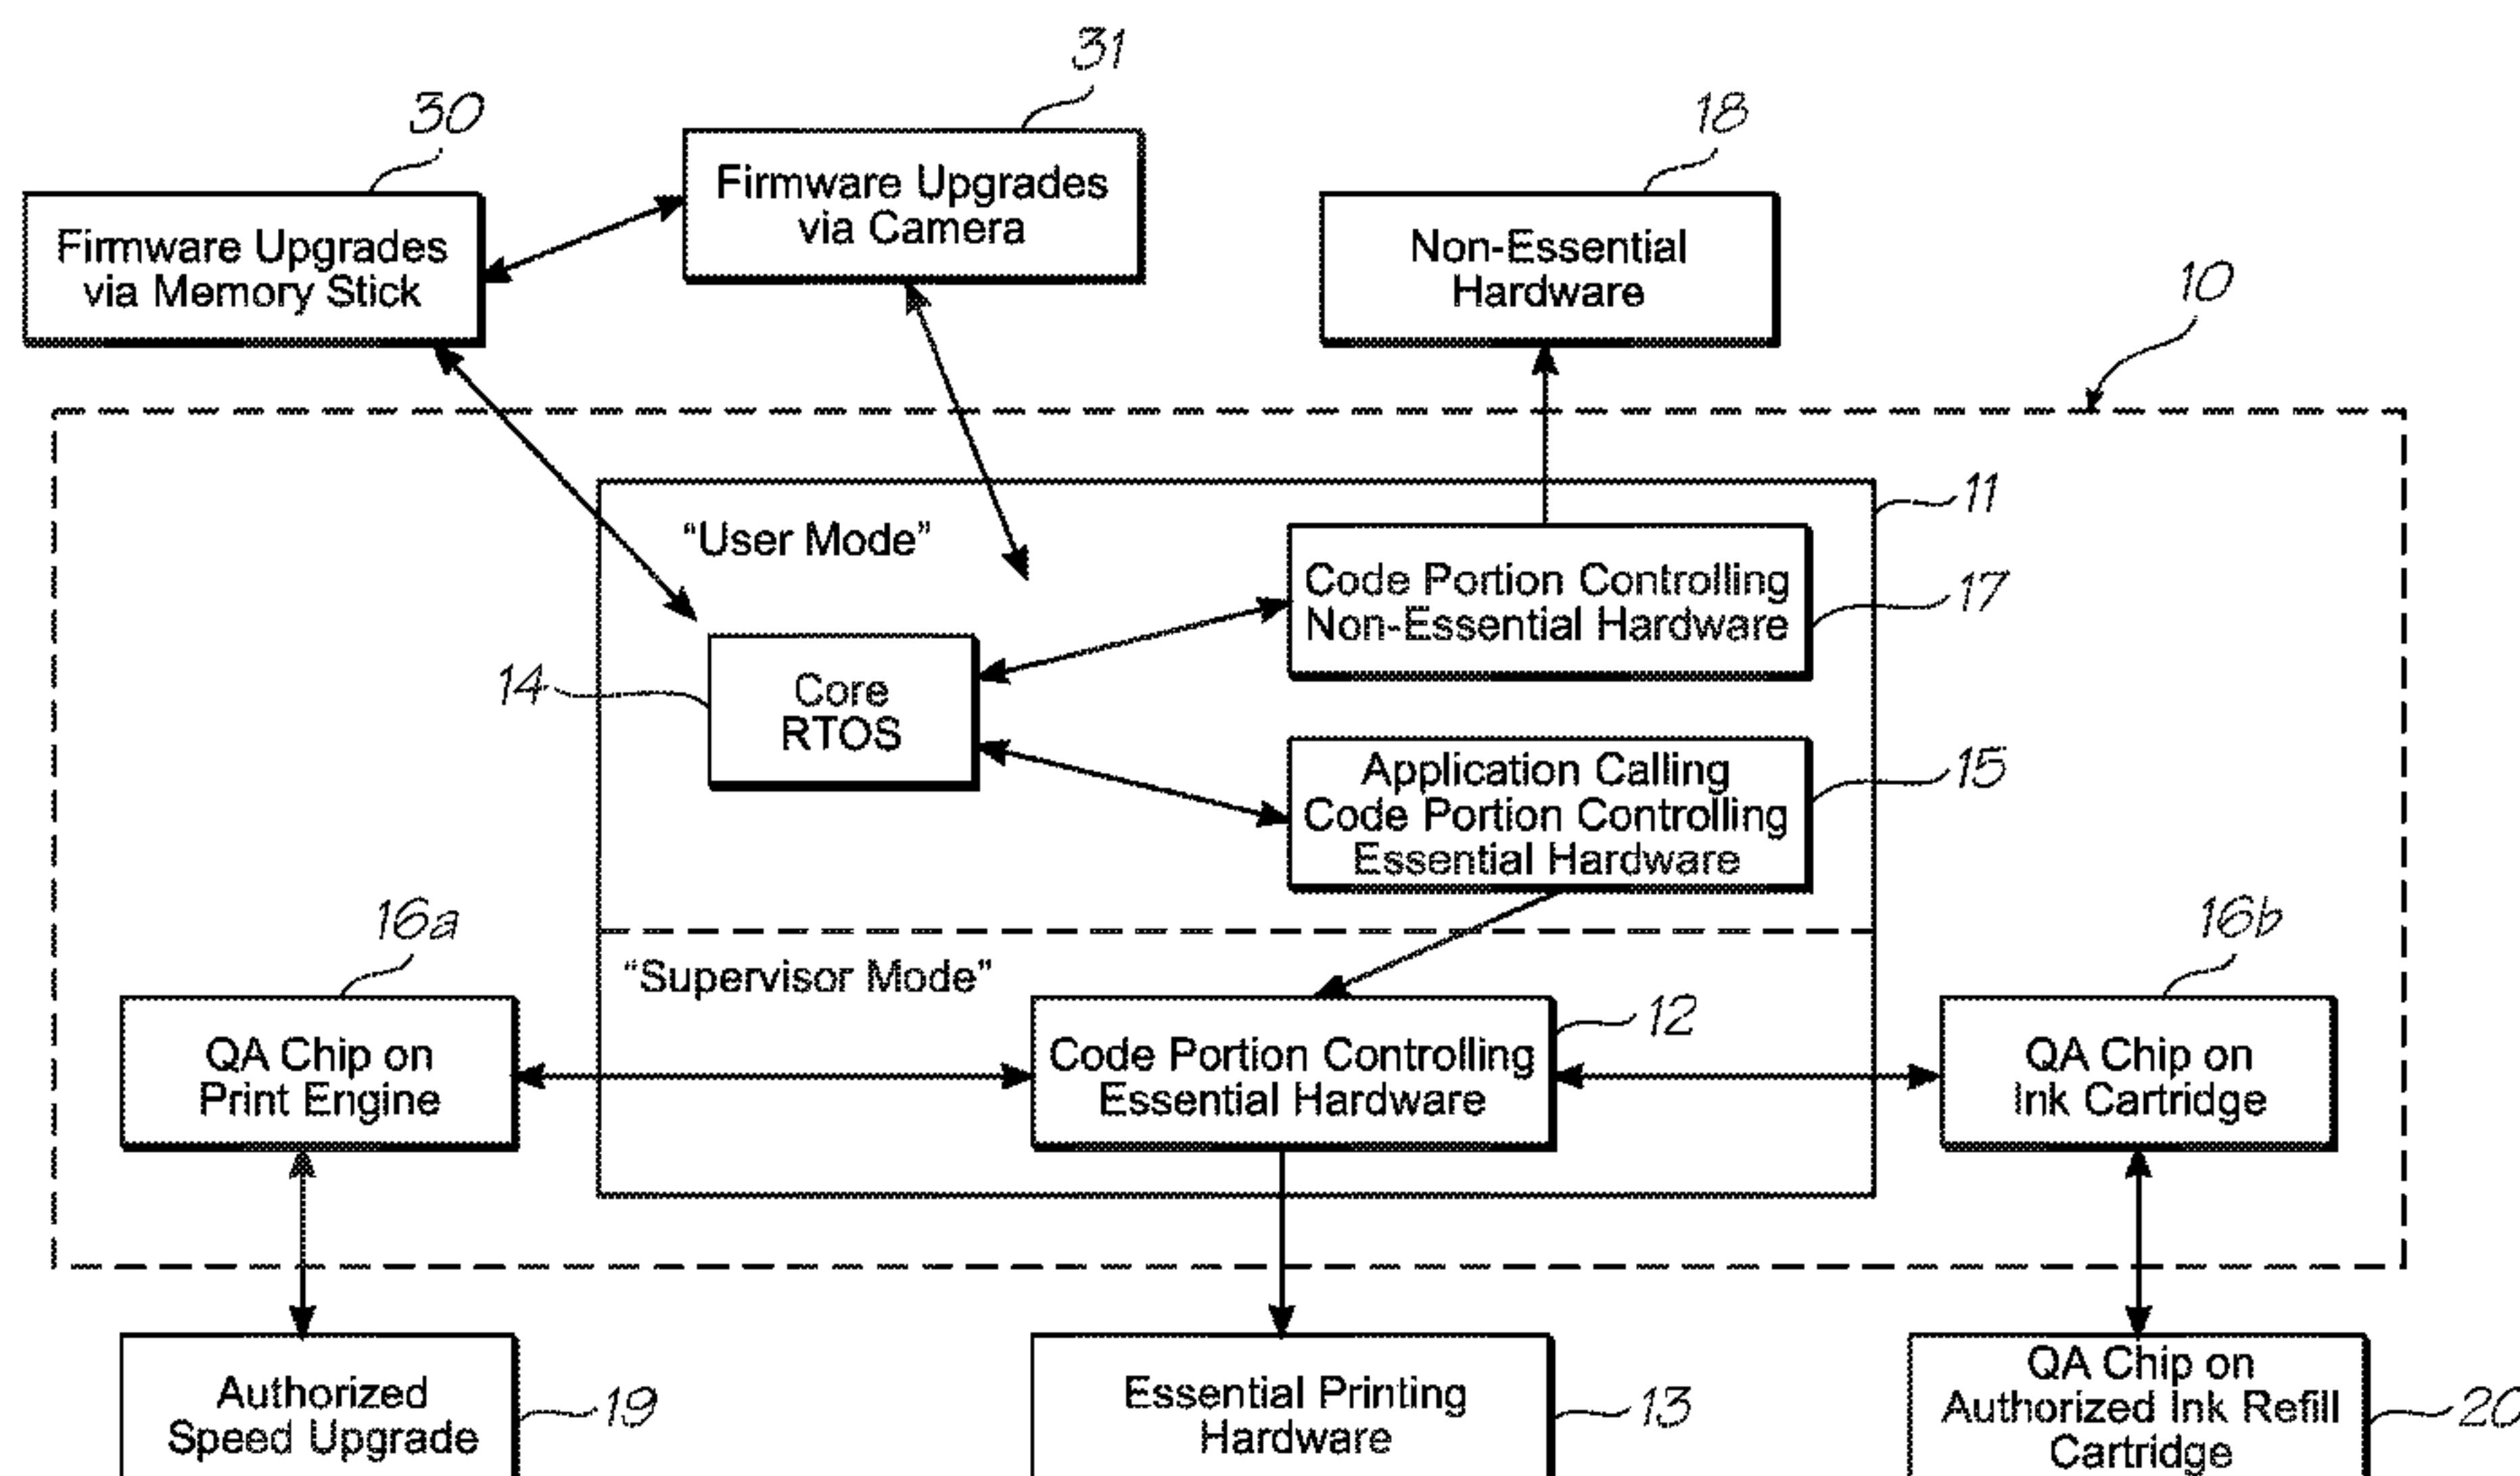 31
30
18
Firmware Upgrades
via Camera
Firmware Upgrades
via Memory Stick
Non-Essential
Hardware
10
11
"User Mode"
Code Portion Controlling
Non-Essential Hardware
17
14
Core
RTOS
Application Calling
Code Portion Controlling
Essential Hardware
15
16a
16b
"Supervisor Mode"
12
QA Chip on
Print Engine
Code Portion Controlling
Essential Hardware
QA Chip on
Ink Cartridge
Authorized
Speed Upgrade
19
Essential Printing
Hardware
13
QA Chip on
Authorized Ink Refill
Cartridge
20